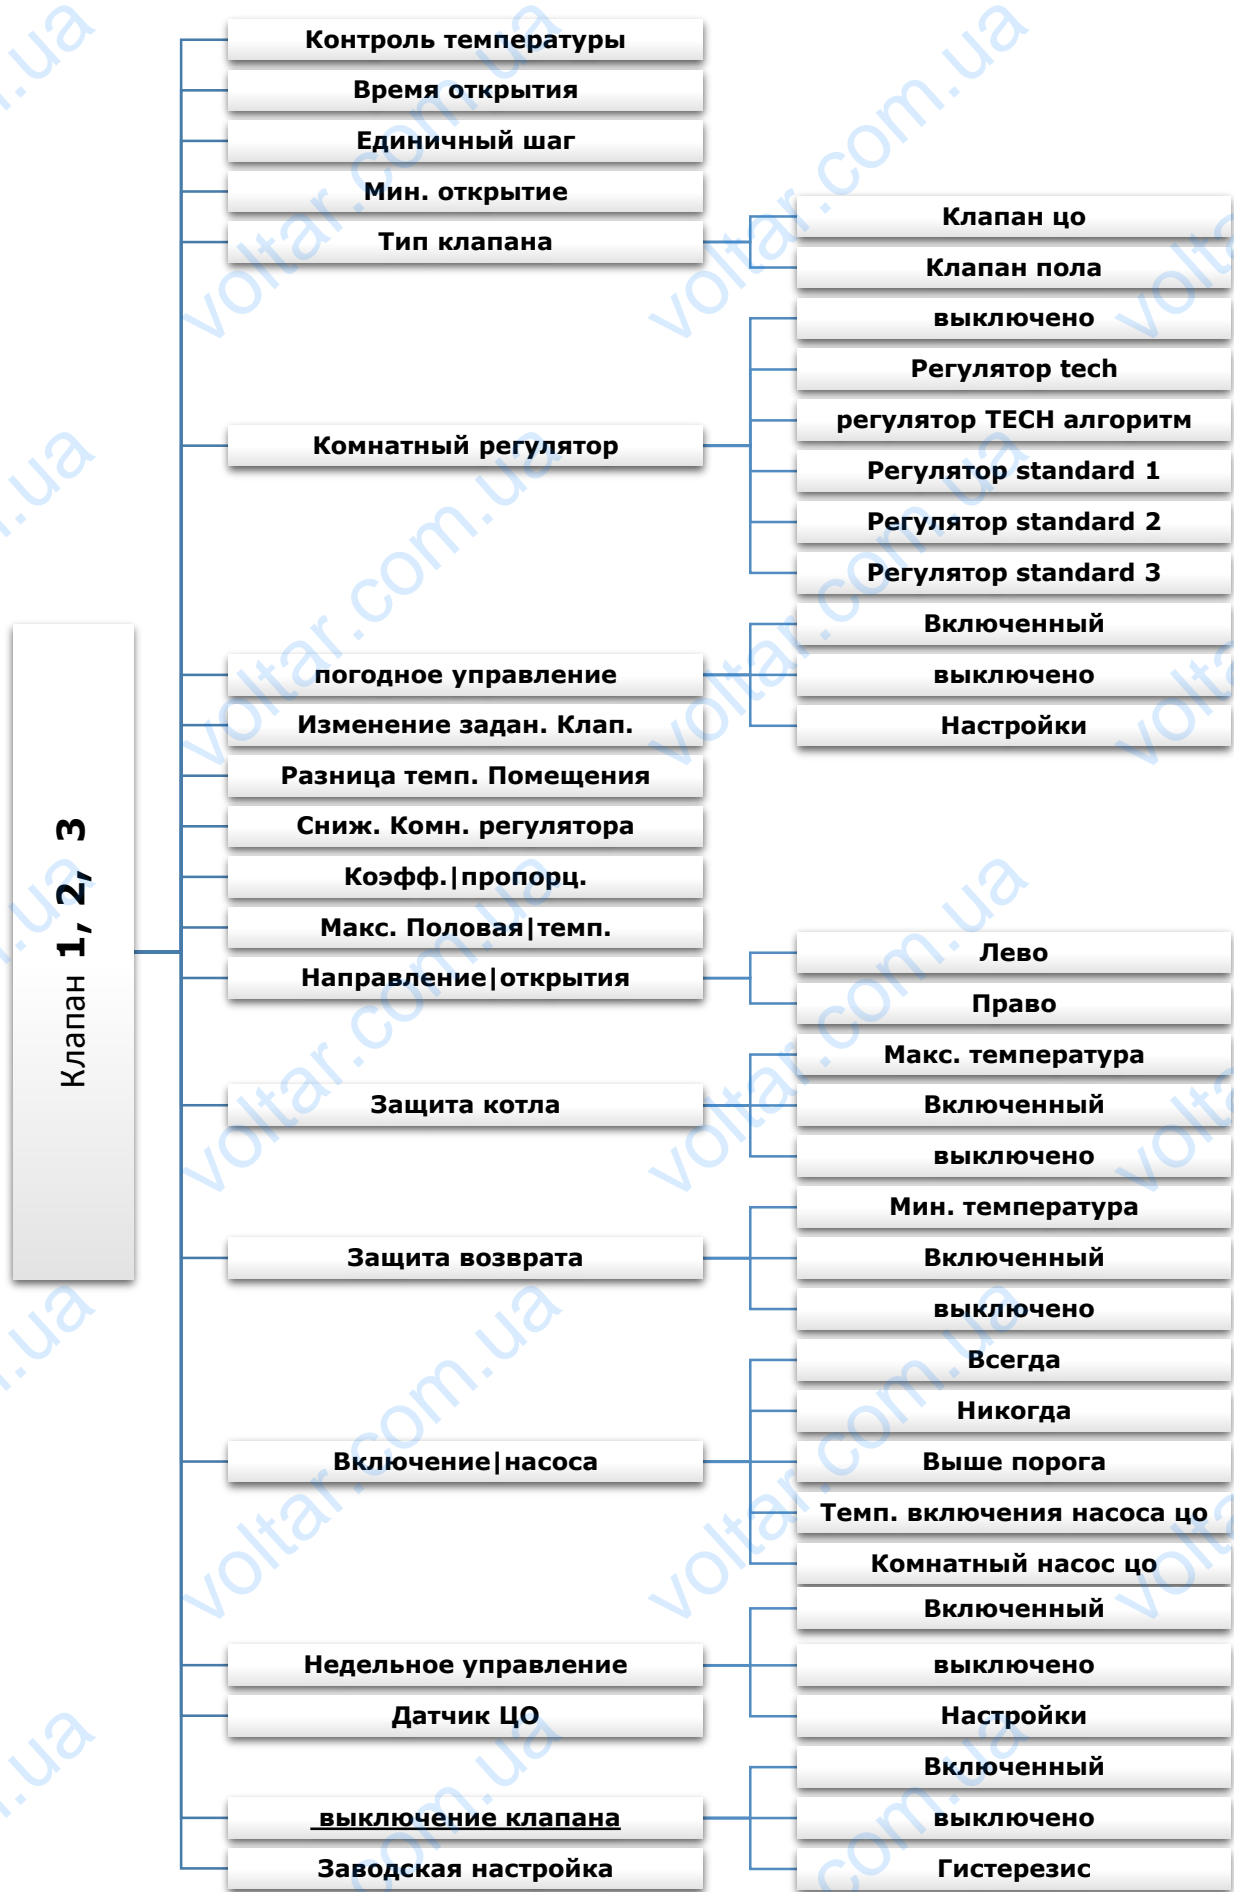 Контроль температуры
Время открытия
Единичный шаг
Мин. открытие
Тип клапана
Клапан цо
Клапан пола
Комнатный регулятор
выключено
Регулятор tech
регулятор TECH алгоритм
Регулятор standard 1
Регулятор standard 2
Регулятор standard 3
погодное управление
Включенный
выключено
Настройки
Изменение задан. Клап.
Разница темп. Помещения
Сниж. Комн. регулятора
Коэфф.|пропорц.
Макс. Половая|темп.
Направление|открытия
Лево
Право
Клапан 1, 2, 3
Защита котла
Макс. температура
Включенный
выключено
Защита возврата
Мин. температура
Включенный
выключено
Включение|насоса
Всегда
Никогда
Выше порога
Темп. включения насоса цо
Комнатный насос цо
Недельное управление
Включенный
выключено
Настройки
Датчик ЦО
выключение клапана
Включенный
выключено
Гистерезис
Заводская настройка
voltar.com.ua